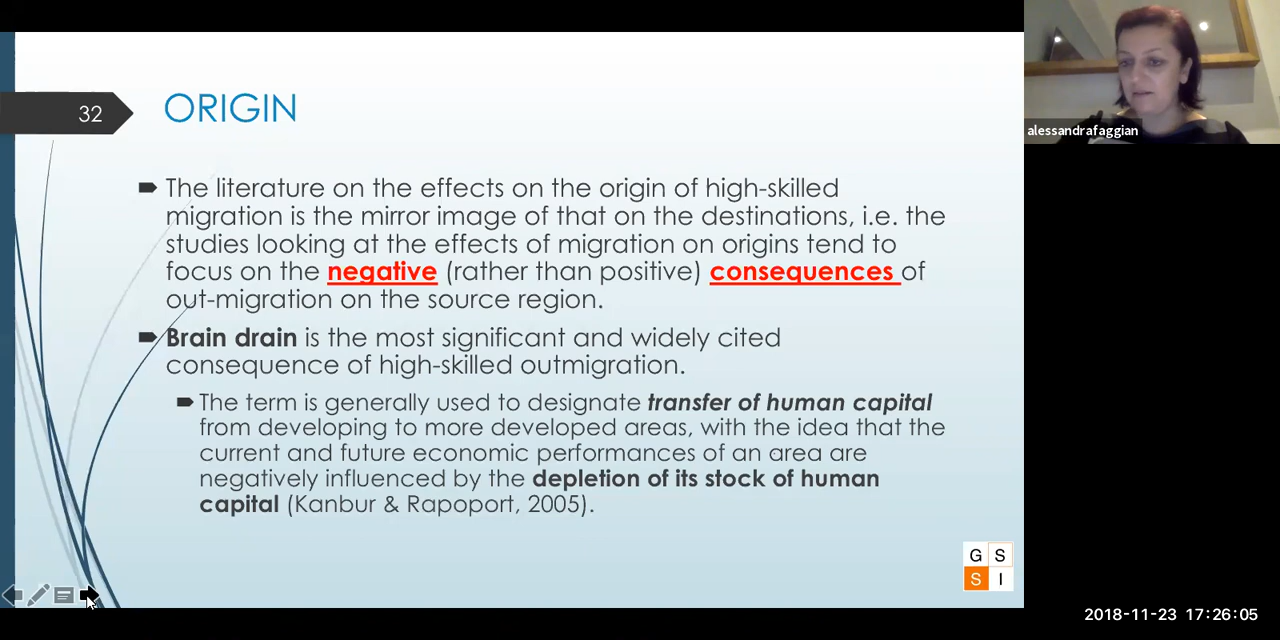 32
ORIGIN
The literature on the effects on the origin of high-skilled
migration is the mirror image of that on the destinations, i.e. the
studies looking at the effects of migration on origins tend to
focus on the negative (rather than positive) consequences of
out-migration on the source region.
Brain drain is the most significant and widely cited
consequence of high-skilled outmigration.
The term is generally used to designate transfer of human capital
from developing to more developed areas, with the idea that the
current and future economic performances of an area are
negatively influenced by the depletion of its stock of human
capital (Kanbur & Rapoport, 2005).
G S
S I
alessandrafaggian
2018-11-23 17:26:05